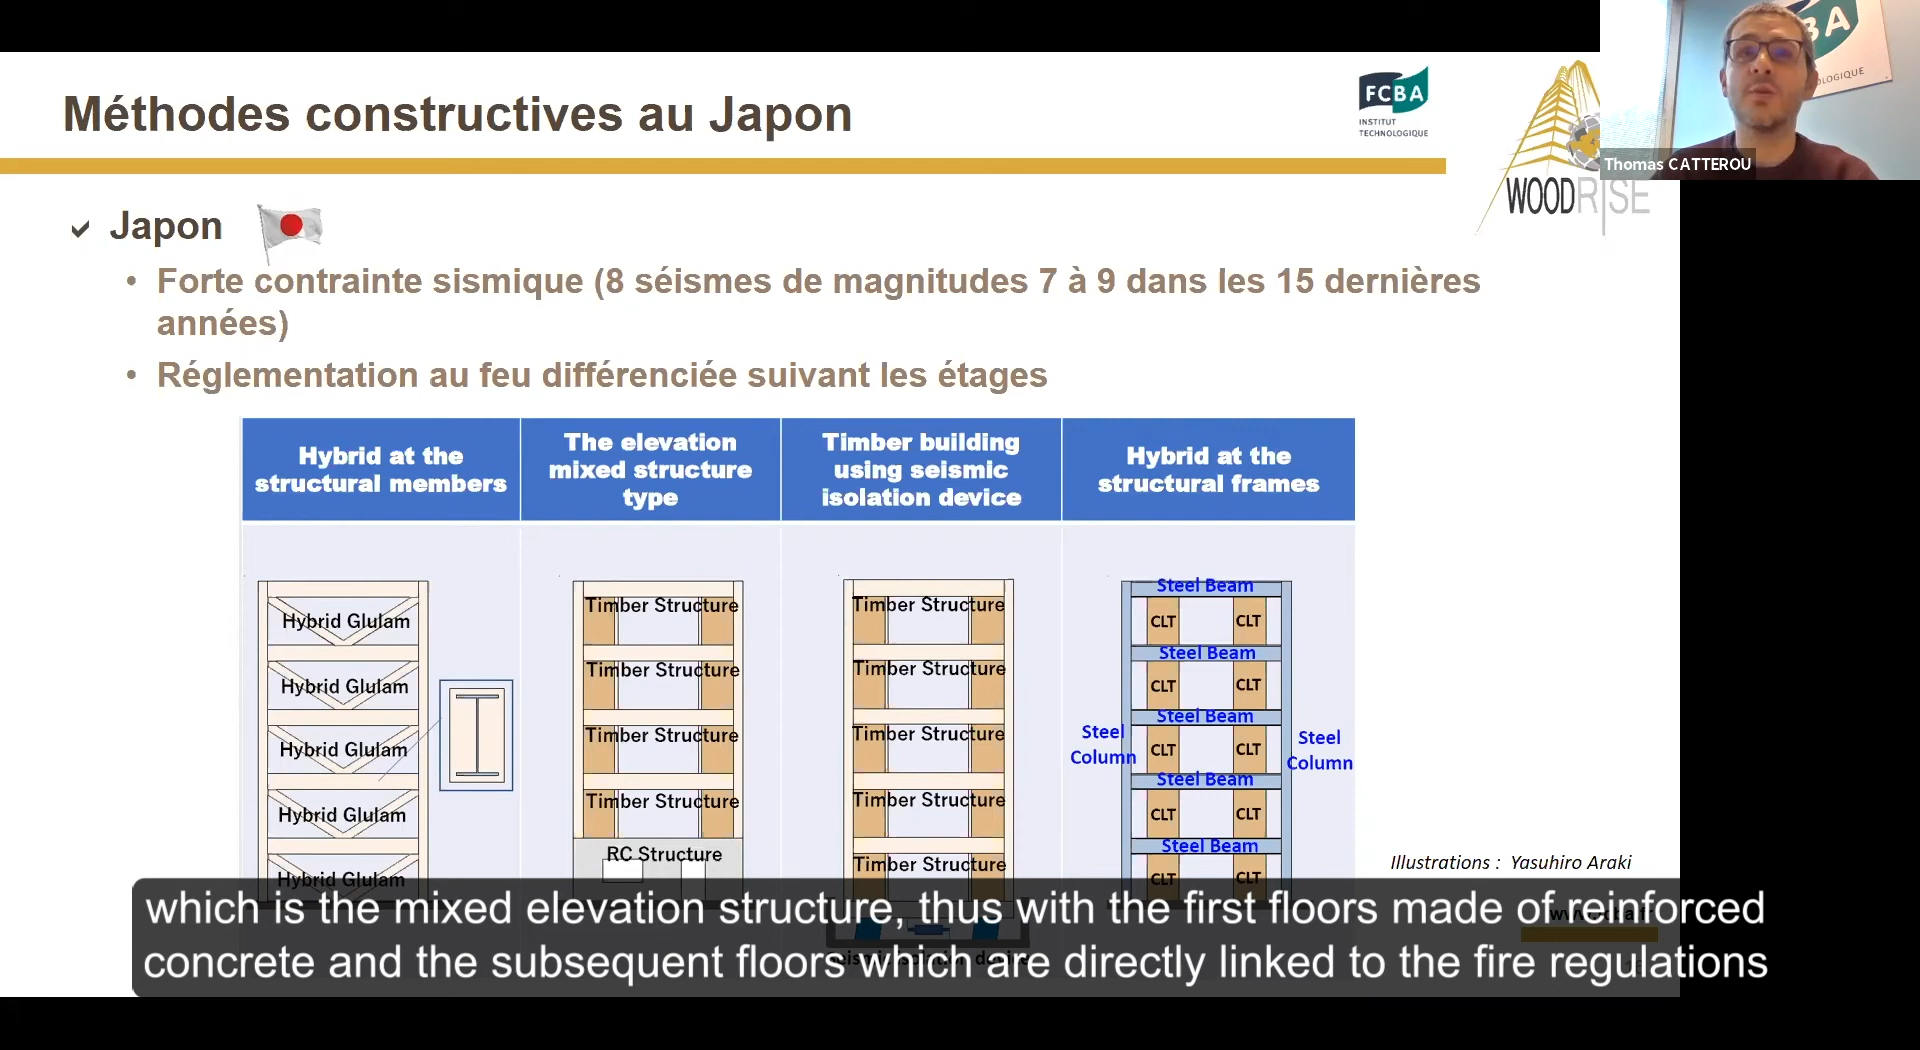 Méthodes constructives au Japon
FCBA
INSTITUT
TECHNOLOGIQUE
WOODRISE
BA
OLOGIQUE
Thomas CATTEROU
Japon
• Forte contrainte sismique (8 séismes de magnitudes 7 à 9 dans les 15 dernières
années)
• Réglementation au feu différenciée suivant les étages
Hybrid at the
structural members
The elevation
mixed structure
type
Timber building
using seismic
isolation device
Hybrid at the
structural frames
Hybrid Glulam
Hybrid Glulam
Hybrid Glulam
Hybrid Glulam
Hybrid Glulam
Timber Structure
Timber Structure
Timber Structure
Timber Structure
RC Structure
Timber Structure
Timber Structure
Timber Structure
Timber Structure
Timber Structure
Steel Beam
CLT CLT
Steel Beam
CLT CLT
Steel Beam
Steel
Column
CLT CLT
Steel
Column
Steel Beam
CLT CLT
Steel Beam
CLT CLT
Illustrations : Yasuhiro Araki
which is the mixed elevation structure, thus with the first floors made of reinforced
concrete and the subsequent floors which are directly linked to the fire regulations